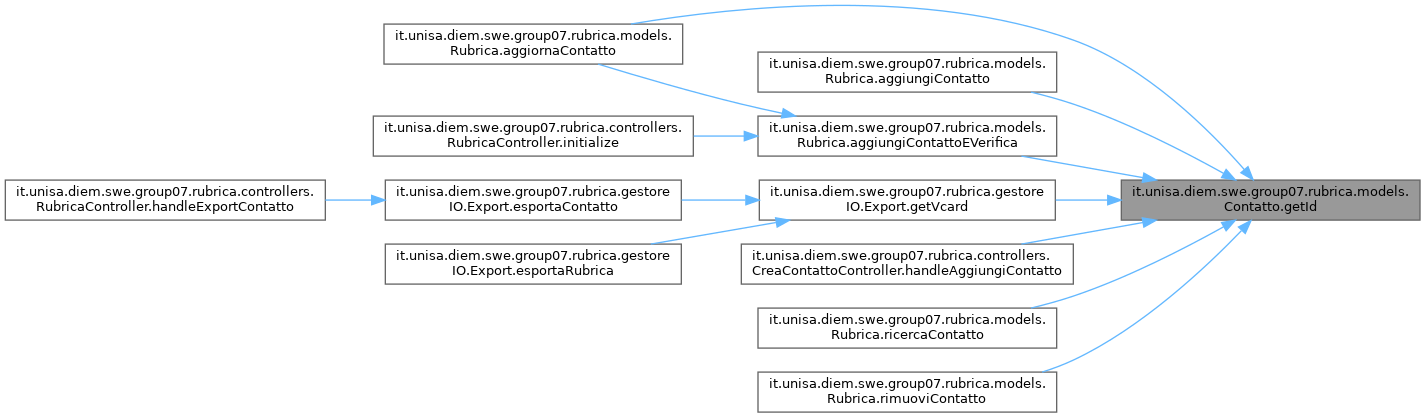 it.unisa.diem.swe.group07.rubrica.models.
Rubrica.aggiornaContatto
it.unisa.diem.swe.group07.rubrica.models.
Rubrica.aggiungiContatto
it.unisa.diem.swe.group07.rubrica.controllers.
RubricaController.initialize
it.unisa.diem.swe.group07.rubrica.models.
Rubrica.aggiungiContattoEVerifica
it.unisa.diem.swe.group07.rubrica.controllers.
RubricaController.handleExportContatto
it.unisa.diem.swe.group07.rubrica.gestore
IO.Export.esportaContatto
it.unisa.diem.swe.group07.rubrica.gestore
IO.Export.getVcard
it.unisa.diem.swe.group07.rubrica.models.
Contatto.getId
it.unisa.diem.swe.group07.rubrica.gestore
IO.Export.esportaRubrica
it.unisa.diem.swe.group07.rubrica.controllers.
CreaContattoController.handleAggiungiContatto
it.unisa.diem.swe.group07.rubrica.models.
Rubrica.ricercaContatto
it.unisa.diem.swe.group07.rubrica.models.
Rubrica.rimuoviContatto